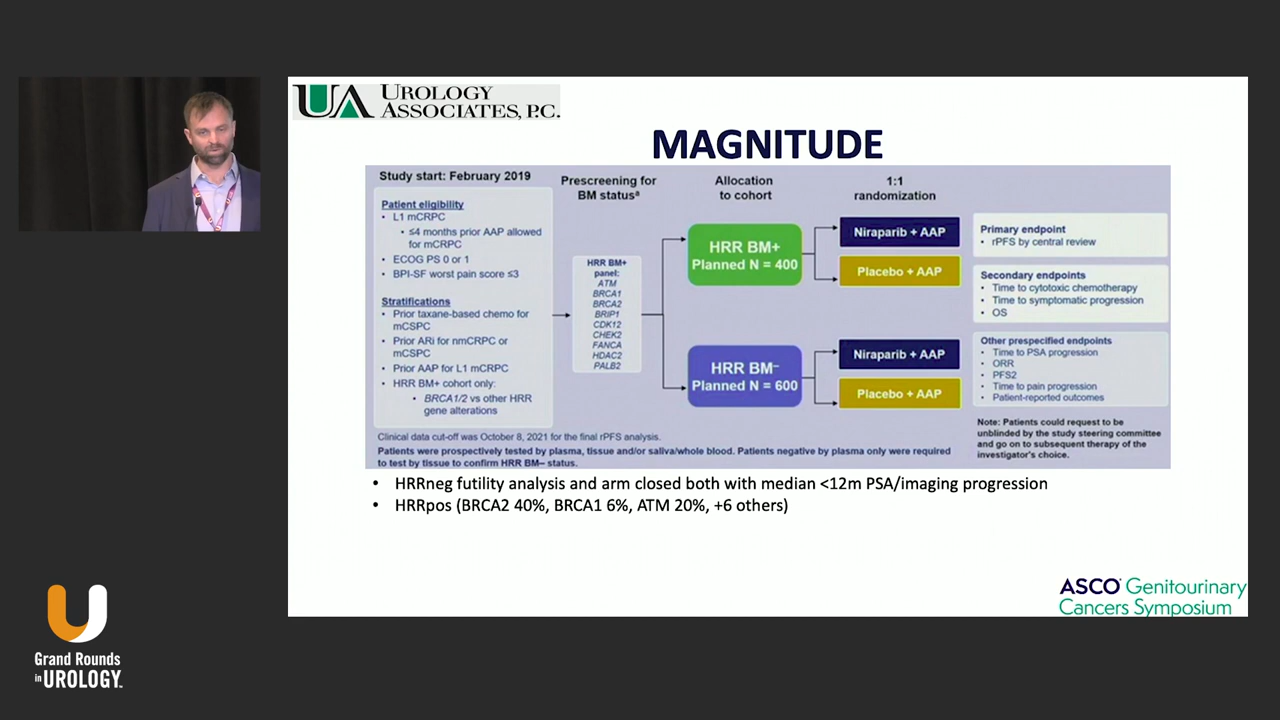 UA UROLOGY
ASSOCIATES, P.C.
MAGNITUDE
Study start: February 2019
Patient eligibility
• L1 mCRPC
• ≤4 months prior AAP allowed
for mCRPC
• ECOG PS 0 or 1
• BPI-SF worst pain score ≤3
Stratifications
• Prior taxane-based chemo for
mCSPC
• Prior ARi for nmCRPC or
mCSPC
• Prior AAP for L1 mCRPC
• HRR BM+ cohort only:
• BRCA1/2 vs other HRR
gene alterations
Prescreening for
BM statusᵃ
HRR BM+
panel:
ATM
BRCA1
BRCA2
BRIP1
CDK12
CHEK2
FANCA
HDAC2
PALB2
Allocation
to cohort
HRR BM+
Planned N = 400
HRR BM–
Planned N = 600
1:1
randomization
Niraparib + AAP
Placebo + AAP
Niraparib + AAP
Placebo + AAP
Primary endpoint
• rPFS by central review
Secondary endpoints
• Time to cytotoxic chemotherapy
• Time to symptomatic progression
• OS
Other prespecified endpoints
• Time to PSA progression
• ORR
• PFS2
• Time to pain progression
• Patient-reported outcomes
Note: Patients could request to be
unblinded by the study steering committee
and go on to subsequent therapy of the
investigator's choice.
Clinical data cut-off was October 8, 2021 for the final rPFS analysis.
Patients were prospectively tested by plasma, tissue and/or saliva/whole blood. Patients negative by plasma only were required
to test by tissue to confirm HRR BM– status.
• HRRneg futility analysis and arm closed both with median <12m PSA/imaging progression
• HRRpos (BRCA2 40%, BRCA1 6%, ATM 20%, +6 others)
ASCO Genitourinary
Cancers Symposium
Grand Rounds
in UROLOGY™